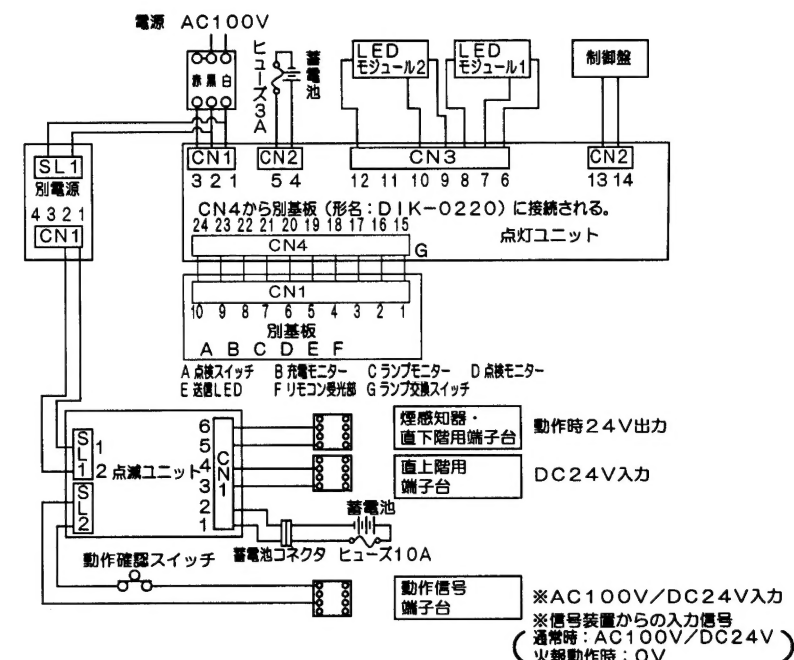 電源 AC100V
赤 黒 白
ヒューズ3A
蓄電池
LED
モジュール2
LED
モジュール1
制御盤
SL1
別電源
4321
CN1
CN1
321
CN2
54
CN3
12 11 10 9 8 7 6
CN2
13 14
CN4から別基板(形名:DIK-0220)に接続される。
24 23 22 21 20 19 18 17 16 15
CN4
G
点灯ユニット
CN1
10 9 8 7 6 5 4 3 2 1
別基板
A B C D E F
A 点検スイッチ B 充電モニター C ランプモニター D 点検モニター
E 送信LED F リモコン受光部 G ランプ交換スイッチ
SL1
1
2
点滅ユニット
SL2
6
5
4
3
2
1
CN1
煙感知器・
直下階用端子台
動作時24V出力
直上階用
端子台
DC24V入力
蓄電池
蓄電池コネクタ ヒューズ10A
動作確認スイッチ
動作信号
端子台
※AC100V/DC24V入力
※信号装置からの入力信号
(通常時:AC100V/DC24V
火報動作時:0V)